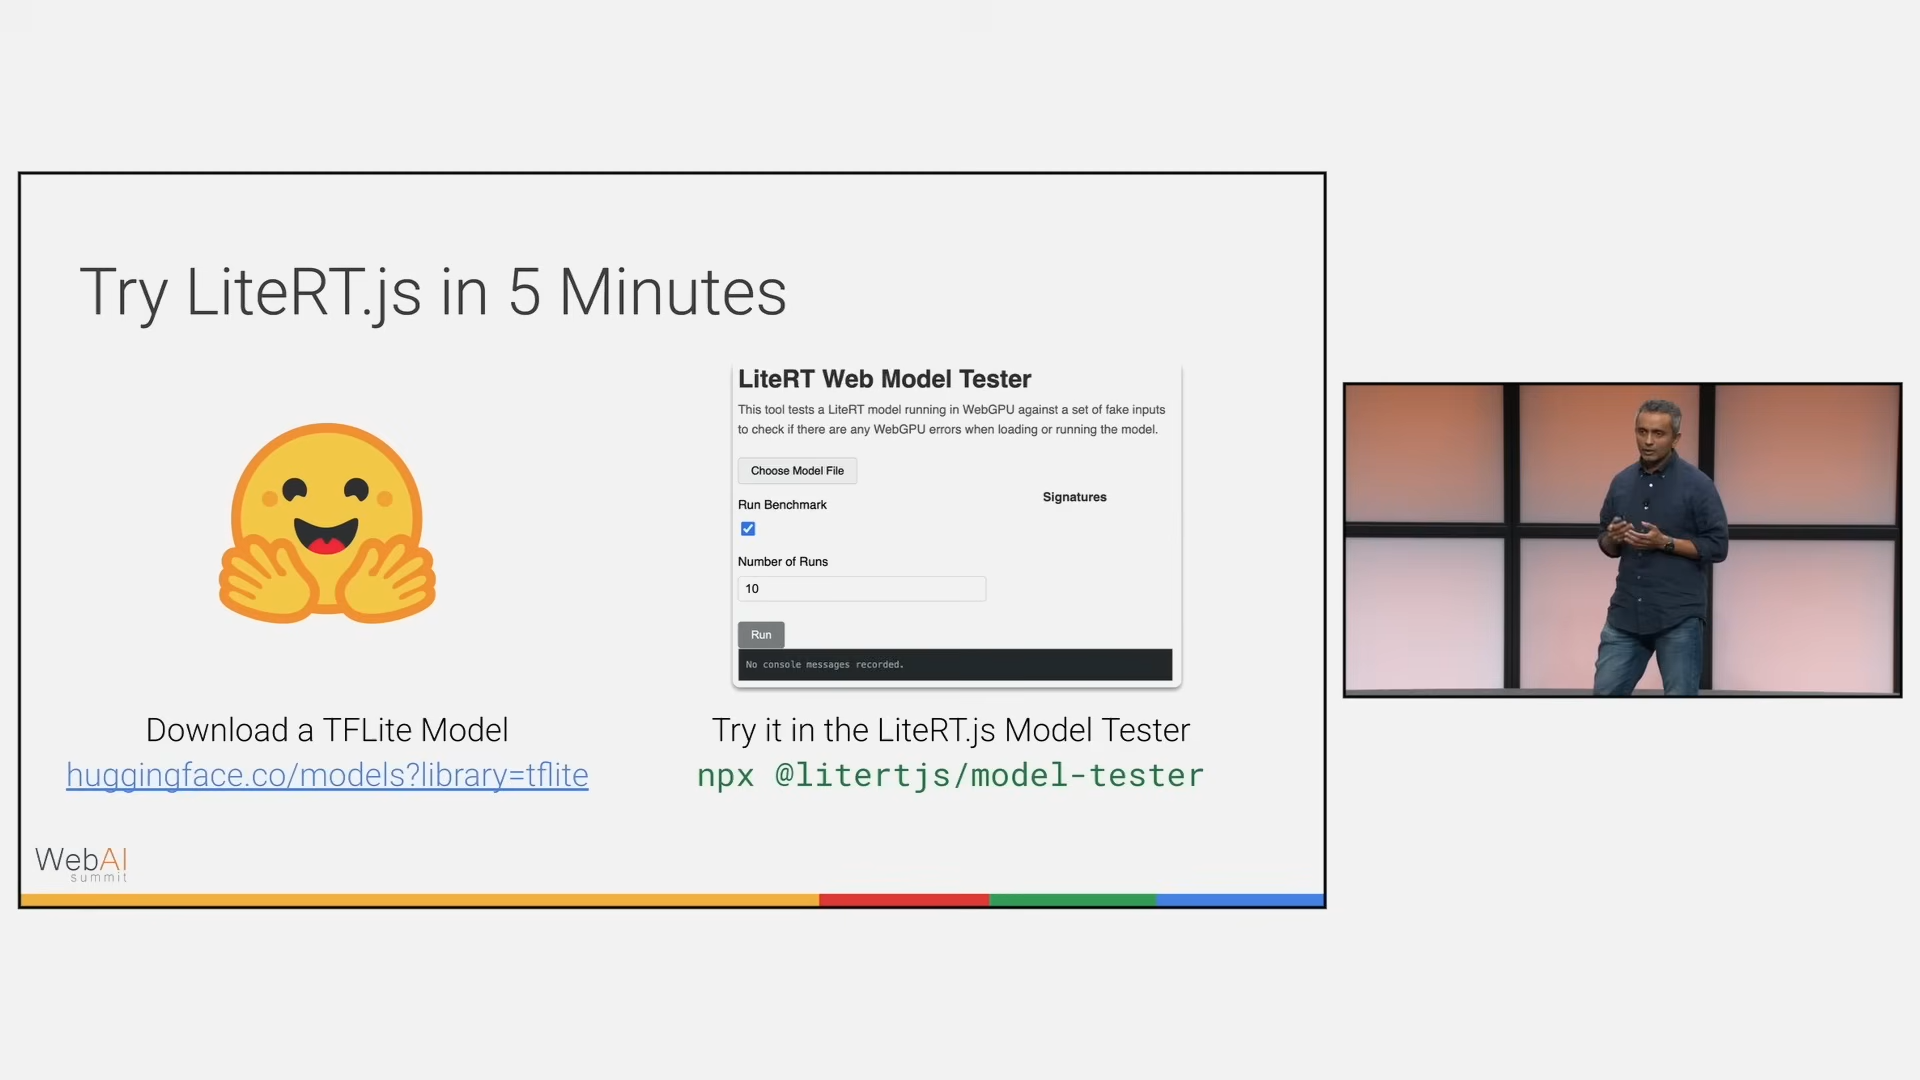 Try LiteRT.js in 5 Minutes
LiteRT Web Model Tester
This tool tests a LiteRT model running in WebGPU against a set of fake inputs
to check if there are any WebGPU errors when loading or running the model.
Choose Model File
Run Benchmark
Signatures
Number of Runs
10
Run
No console messages recorded.
Download a TFLite Model
huggingface.co/models?library=tflite
Try it in the LiteRT.js Model Tester
npx @litertjs/model-tester
WebAI
summit